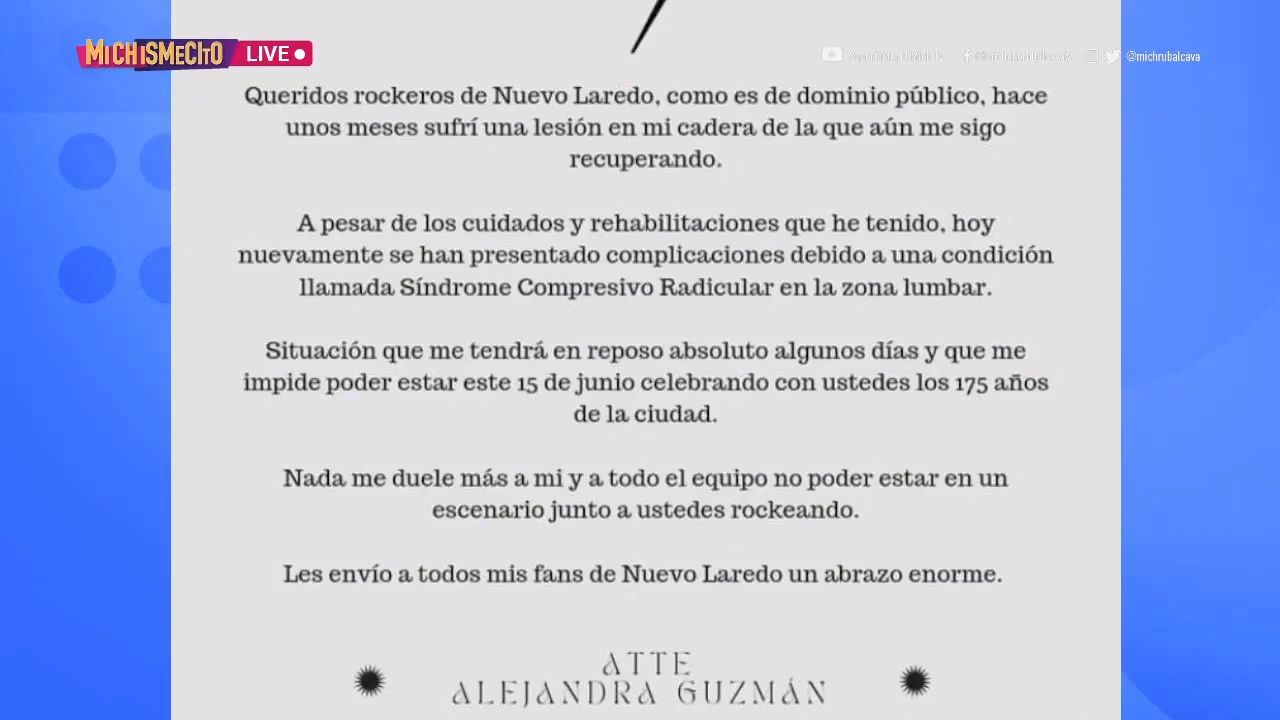 MICHISMECITO LIVE
@michrubalcava
Queridos rockeros de Nuevo Laredo, como es de dominio público, hace
unos meses sufrí una lesión en mi cadera de la que aún me sigo
recuperando.
A pesar de los cuidados y rehabilitaciones que he tenido, hoy
nuevamente se han presentado complicaciones debido a una condición
llamada Síndrome Compresivo Radicular en la zona lumbar.
Situación que me tendrá en reposo absoluto algunos días y que me
impide poder estar este 15 de junio celebrando con ustedes los 175 años
de la ciudad.
Nada me duele más a mi y a todo el equipo no poder estar en un
escenario junto a ustedes rockeando.
Les envío a todos mis fans de Nuevo Laredo un abrazo enorme.
ATTE
ALEJANDRA GUZMÁN